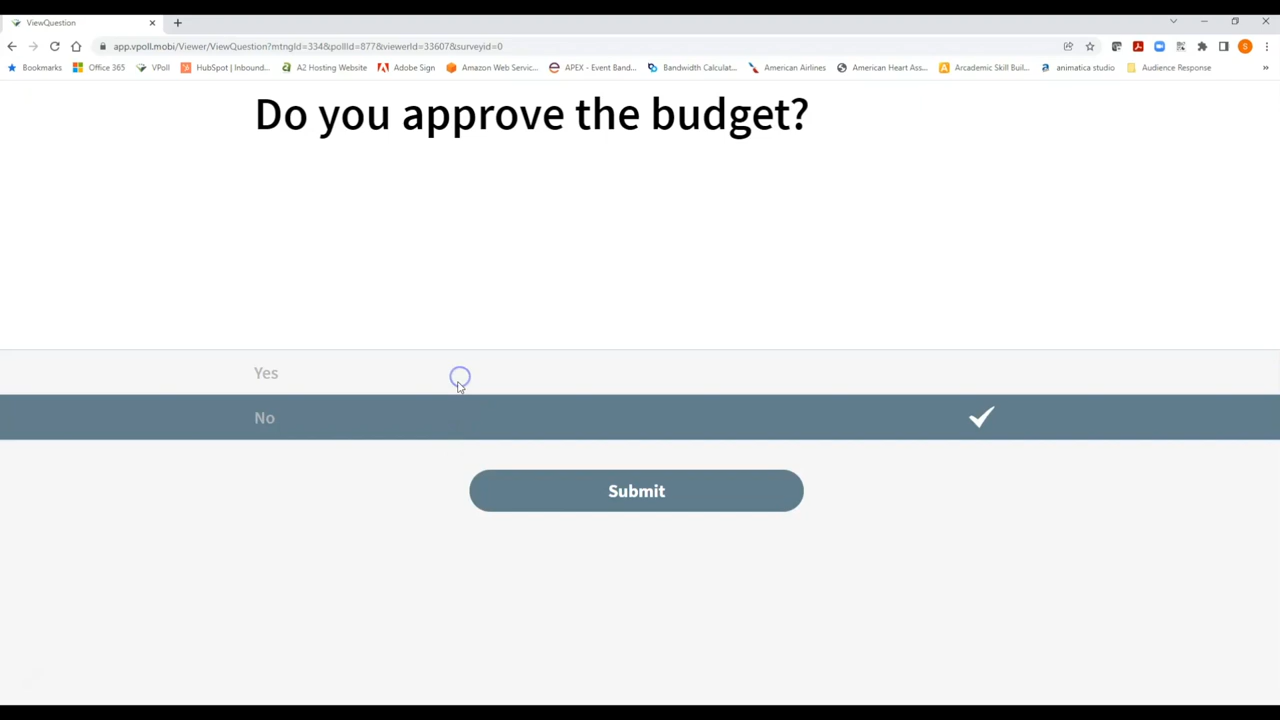 ViewQuestion
app.vpoll.mobi/Viewer/ViewQuestion?mtngId=334&pollId=877&viewerId=33607&surveyid=0
S
Bookmarks Office 365 VPoll HubSpot | Inbound... A2 Hosting Website Adobe Sign Amazon Web Servic... APEX - Event Band... Bandwidth Calculat... American Airlines American Heart Ass... Arcademic Skill Buil... animatica studio Audience Response
Do you approve the budget?
Yes
No
Submit